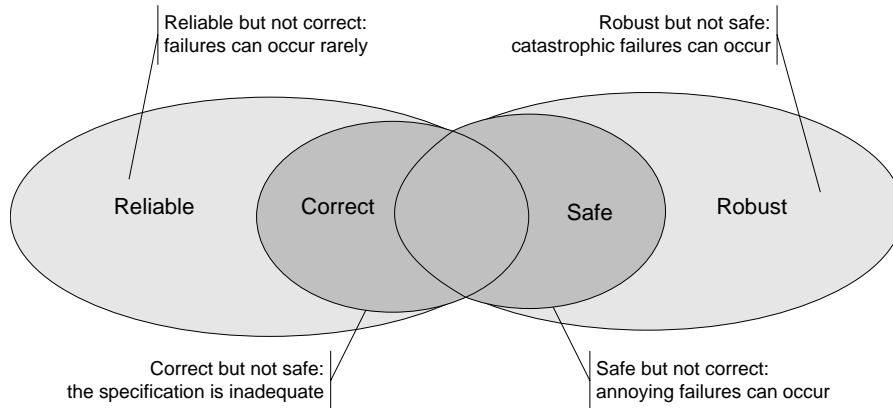 Reliable but not correct:
failures can occur rarely
Robust but not safe:
catastrophic failures can occur
Reliable
Correct
Safe
Robust
Correct but not safe:
the specification is inadequate
Safe but not correct:
annoying failures can occur